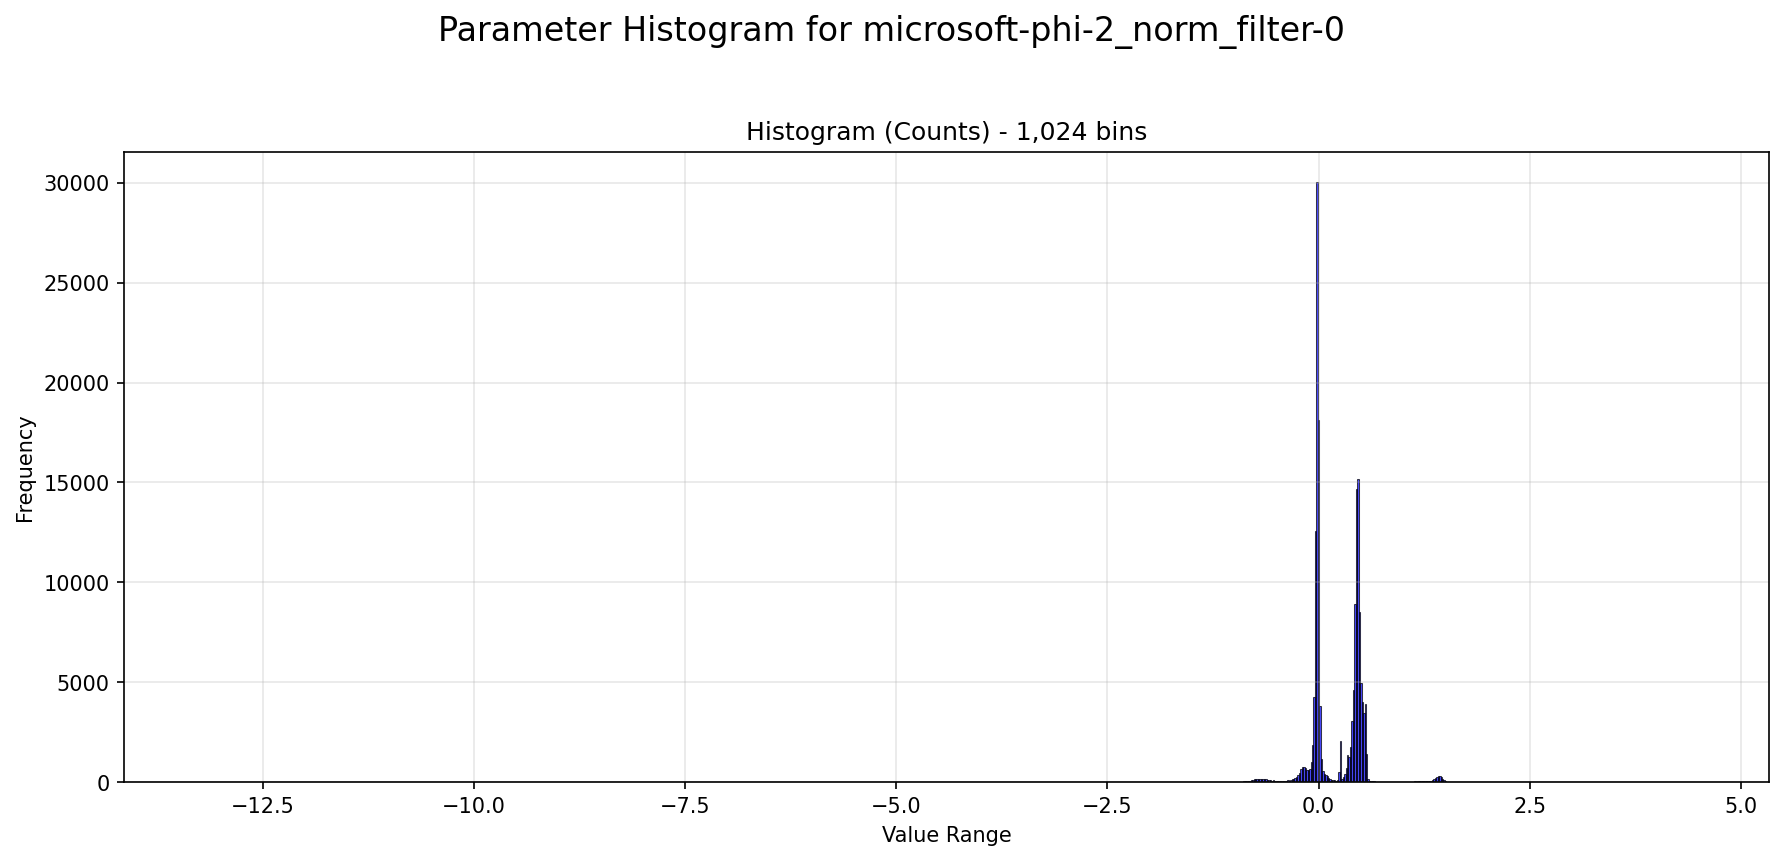 Parameter Histogram for microsoft-phi-2_norm_filter-0
Histogram (Counts) - 1,024 bins
30000
25000
20000
15000
10000
5000
0
Frequency
−12.5 −10.0 −7.5 −5.0 −2.5 0.0 2.5 5.0
Value Range